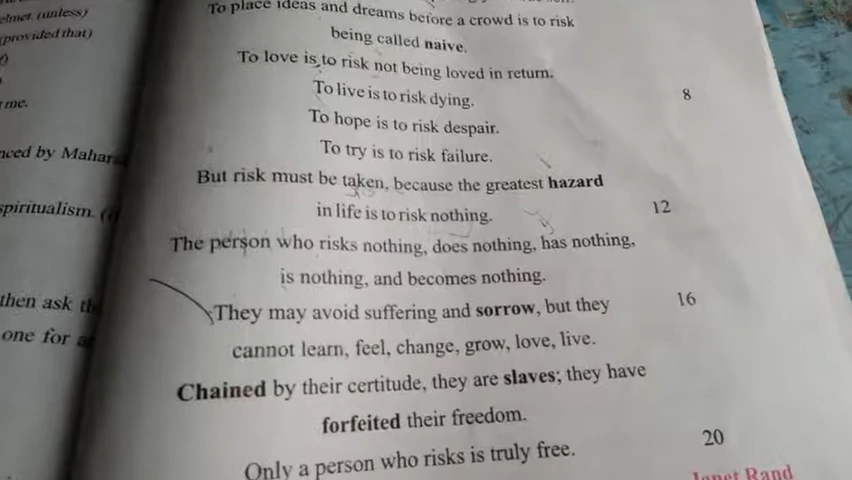 elmet (unless)
(provided that)
me.
nced by Mahara
spiritualism.
then ask th
one for a
To place ideas and dreams before a crowd is to risk
being called naive.
To love is to risk not being loved in return.
To live is to risk dying. 8
To hope is to risk despair.
To try is to risk failure.
But risk must be taken, because the greatest hazard
in life is to risk nothing. 12
The person who risks nothing, does nothing, has nothing,
is nothing, and becomes nothing.
They may avoid suffering and sorrow, but they 16
cannot learn, feel, change, grow, love, live.
Chained by their certitude, they are slaves; they have
forfeited their freedom.
Only a person who risks is truly free. 20
Janet Rand